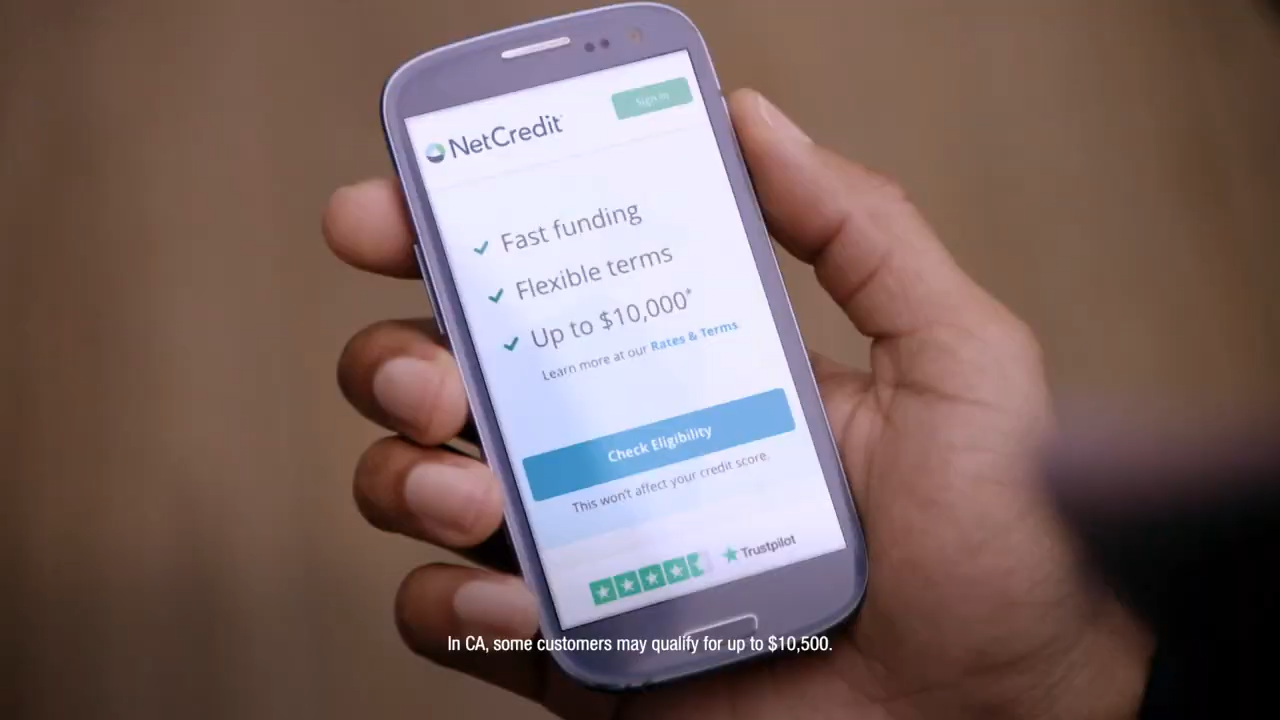 NetCredit
Sign In
Fast funding
Flexible terms
Up to $10,000*
Learn more at our Rates & Terms
Check Eligibility
This won't affect your credit score.
Trustpilot
In CA, some customers may qualify for up to $10,500.